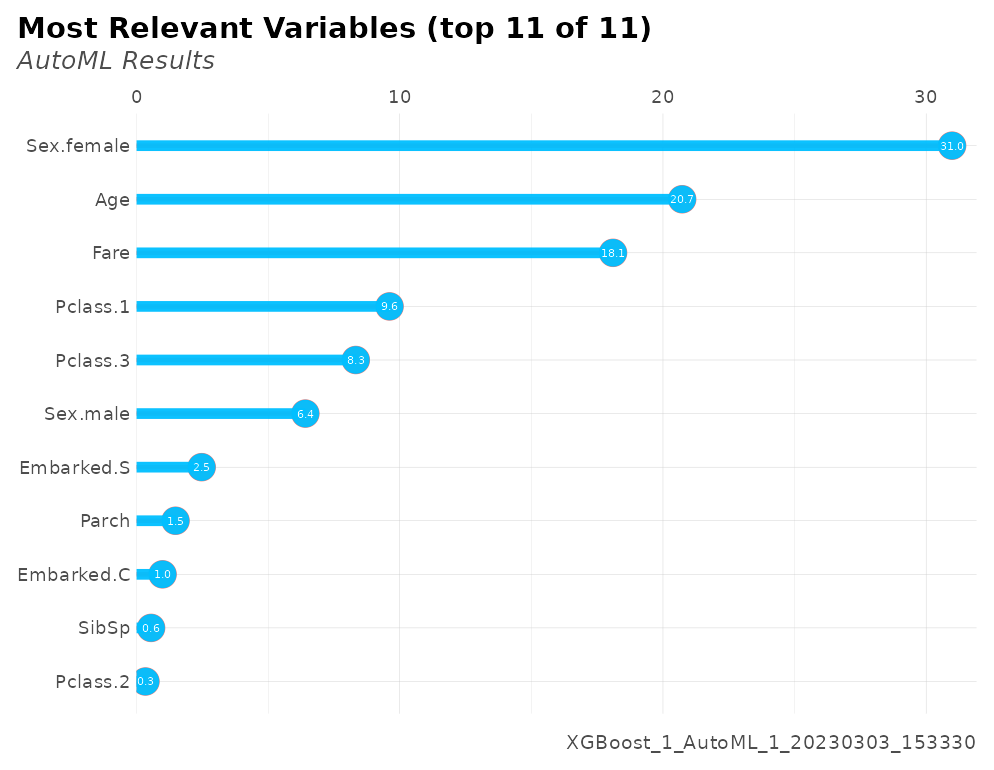 Most Relevant Variables (top 11 of 11)
AutoML Results
0 10 20 30
Sex.female 31.0
Age 20.7
Fare 18.1
Pclass.1 9.6
Pclass.3 8.3
Sex.male 6.4
Embarked.S 2.5
Parch 1.5
Embarked.C 1.0
SibSp 0.6
Pclass.2 0.3
XGBoost_1_AutoML_1_20230303_153330